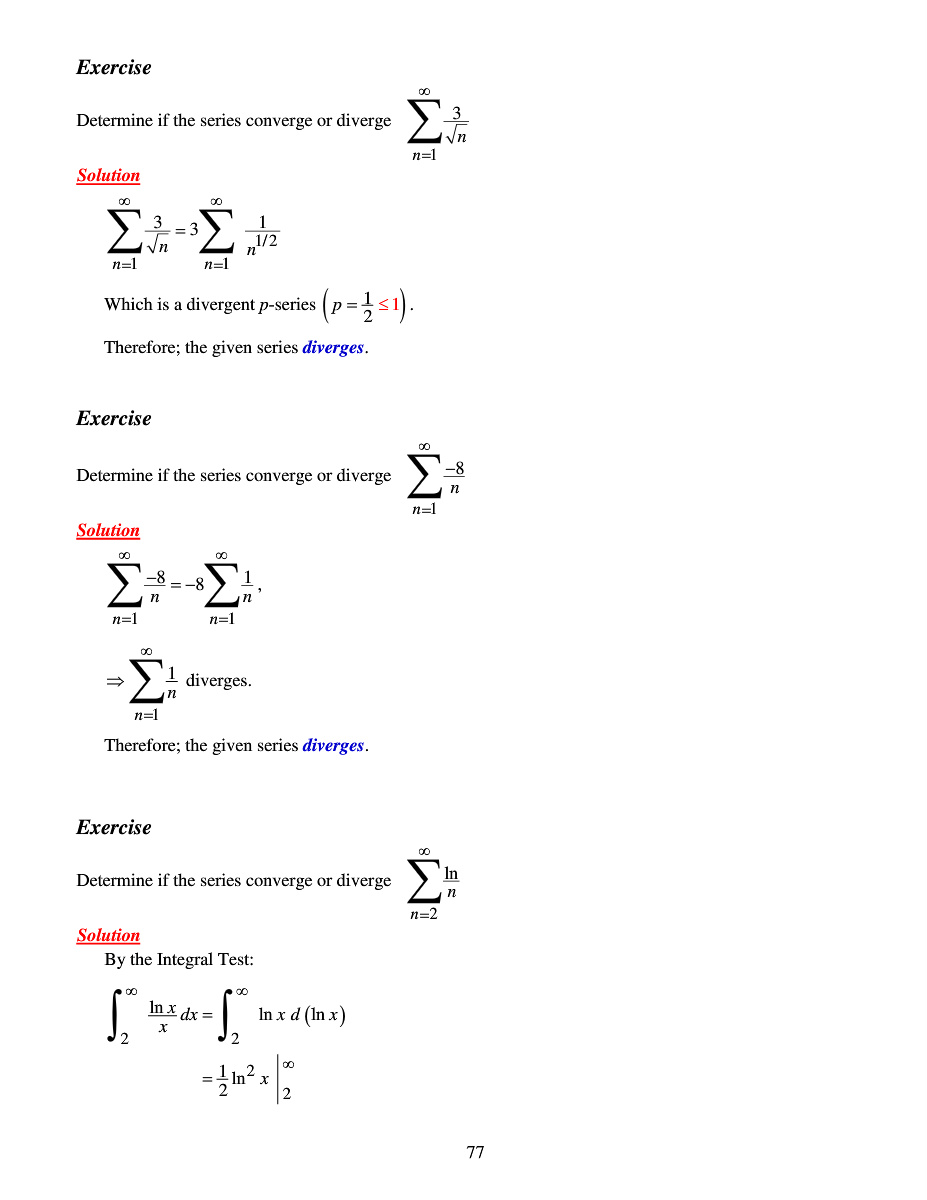 Exercise
Determine if the series converge or diverge $\sum_{n=1}^{\infty} \frac{3}{\sqrt{n}}$
Solution
$\sum_{n=1}^{\infty} \frac{3}{\sqrt{n}} = 3 \sum_{n=1}^{\infty} \frac{1}{n^{1/2}}$
Which is a divergent p-series $\left( p = \frac{1}{2} \leq 1 \right)$.
Therefore; the given series diverges.
Exercise
Determine if the series converge or diverge $\sum_{n=1}^{\infty} \frac{-8}{n}$
Solution
$\sum_{n=1}^{\infty} \frac{-8}{n} = -8 \sum_{n=1}^{\infty} \frac{1}{n}$,
$\Rightarrow \sum_{n=1}^{\infty} \frac{1}{n}$ diverges.
Therefore; the given series diverges.
Exercise
Determine if the series converge or diverge $\sum_{n=2}^{\infty} \frac{\ln}{n}$
Solution
By the Integral Test:
$\int_{2}^{\infty} \frac{\ln x}{x} dx = \int_{2}^{\infty} \ln x \, d(\ln x)$
$= \frac{1}{2} \ln^2 x \Big|_{2}^{\infty}$
77